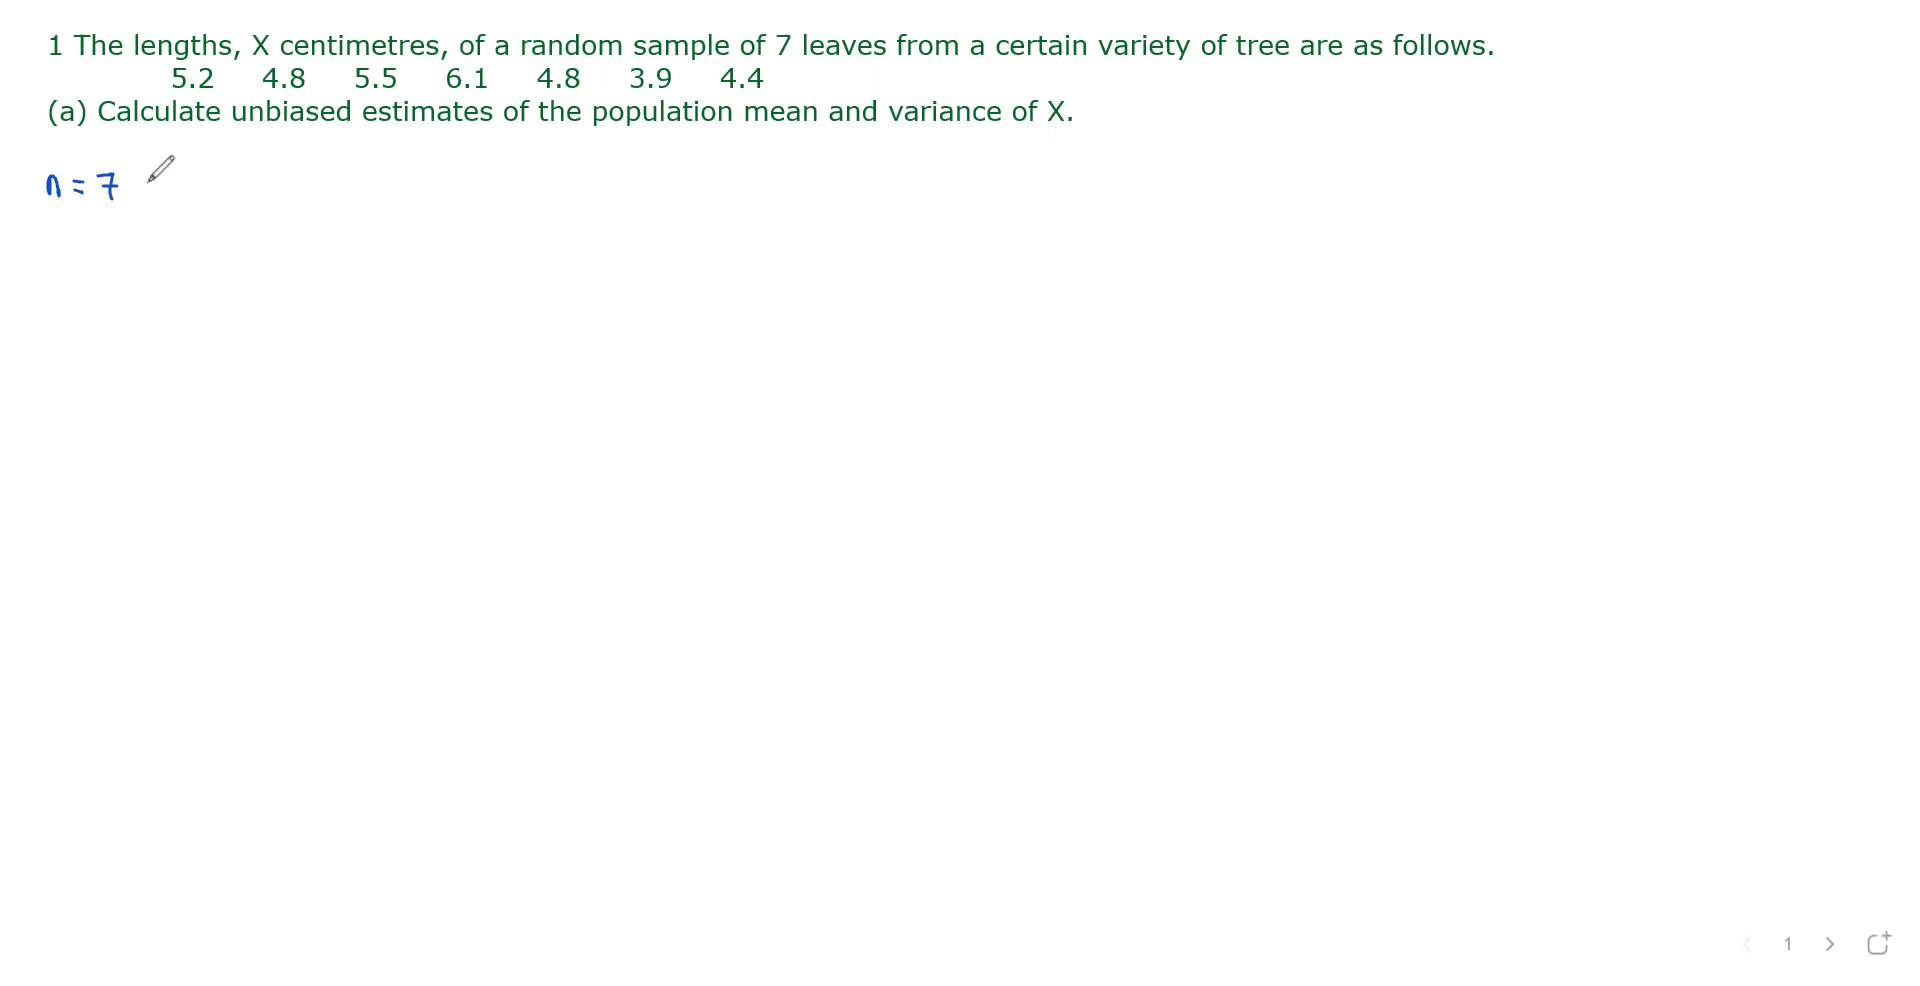 1 The lengths, X centimetres, of a random sample of 7 leaves from a certain variety of tree are as follows.
5.2 4.8 5.5 6.1 4.8 3.9 4.4
(a) Calculate unbiased estimates of the population mean and variance of X.
n = 7
1